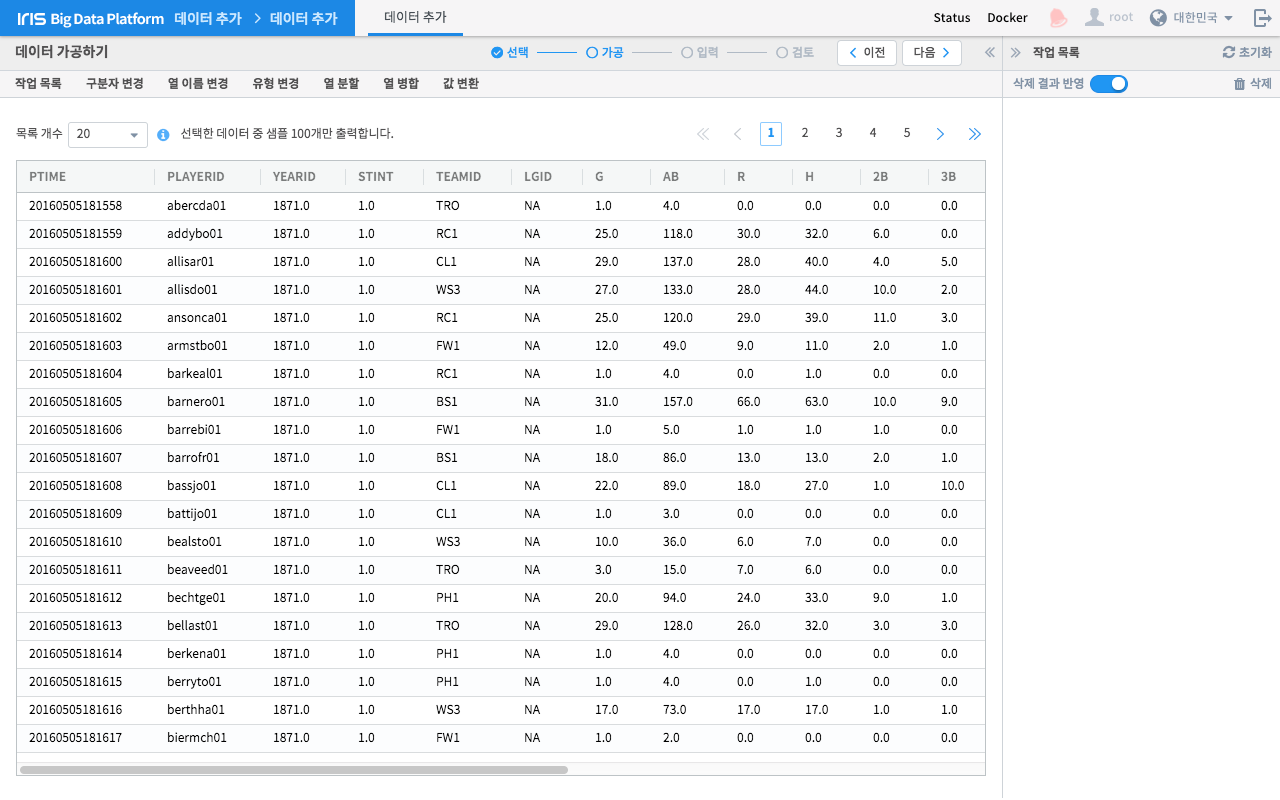 IRIS Big Data Platform 데이터 추가 > 데이터 추가 데이터 추가 Status Docker root 대한민국
데이터 가공하기 선택 가공 입력 검토 이전 다음 작업 목록 초기화
작업 목록 구분자 변경 열 이름 변경 유형 변경 열 분할 열 병합 값 변환 삭제 결과 반영 삭제
목록 개수 20 선택한 데이터 중 샘플 100개만 출력합니다. 1 2 3 4 5
PTIME PLAYERID YEARID STINT TEAMID LGID G AB R H 2B 3B
20160505181558 abercda01 1871.0 1.0 TRO NA 1.0 4.0 0.0 0.0 0.0 0.0
20160505181559 addybo01 1871.0 1.0 RC1 NA 25.0 118.0 30.0 32.0 6.0 0.0
20160505181600 allisar01 1871.0 1.0 CL1 NA 29.0 137.0 28.0 40.0 4.0 5.0
20160505181601 allisdo01 1871.0 1.0 WS3 NA 27.0 133.0 28.0 44.0 10.0 2.0
20160505181602 ansonca01 1871.0 1.0 RC1 NA 25.0 120.0 29.0 39.0 11.0 3.0
20160505181603 armstbo01 1871.0 1.0 FW1 NA 12.0 49.0 9.0 11.0 2.0 1.0
20160505181604 barkeal01 1871.0 1.0 RC1 NA 1.0 4.0 0.0 1.0 0.0 0.0
20160505181605 barnero01 1871.0 1.0 BS1 NA 31.0 157.0 66.0 63.0 10.0 9.0
20160505181606 barrebi01 1871.0 1.0 FW1 NA 1.0 5.0 1.0 1.0 1.0 0.0
20160505181607 barrofr01 1871.0 1.0 BS1 NA 18.0 86.0 13.0 13.0 2.0 1.0
20160505181608 bassjo01 1871.0 1.0 CL1 NA 22.0 89.0 18.0 27.0 1.0 10.0
20160505181609 battijo01 1871.0 1.0 CL1 NA 1.0 3.0 0.0 0.0 0.0 0.0
20160505181610 bealsto01 1871.0 1.0 WS3 NA 10.0 36.0 6.0 7.0 0.0 0.0
20160505181611 beaveed01 1871.0 1.0 TRO NA 3.0 15.0 7.0 6.0 0.0 0.0
20160505181612 bechtge01 1871.0 1.0 PH1 NA 20.0 94.0 24.0 33.0 9.0 1.0
20160505181613 bellast01 1871.0 1.0 TRO NA 29.0 128.0 26.0 32.0 3.0 3.0
20160505181614 berkena01 1871.0 1.0 PH1 NA 1.0 4.0 0.0 0.0 0.0 0.0
20160505181615 berryto01 1871.0 1.0 PH1 NA 1.0 4.0 0.0 1.0 0.0 0.0
20160505181616 berthha01 1871.0 1.0 WS3 NA 17.0 73.0 17.0 17.0 1.0 1.0
20160505181617 biermch01 1871.0 1.0 FW1 NA 1.0 2.0 0.0 0.0 0.0 0.0